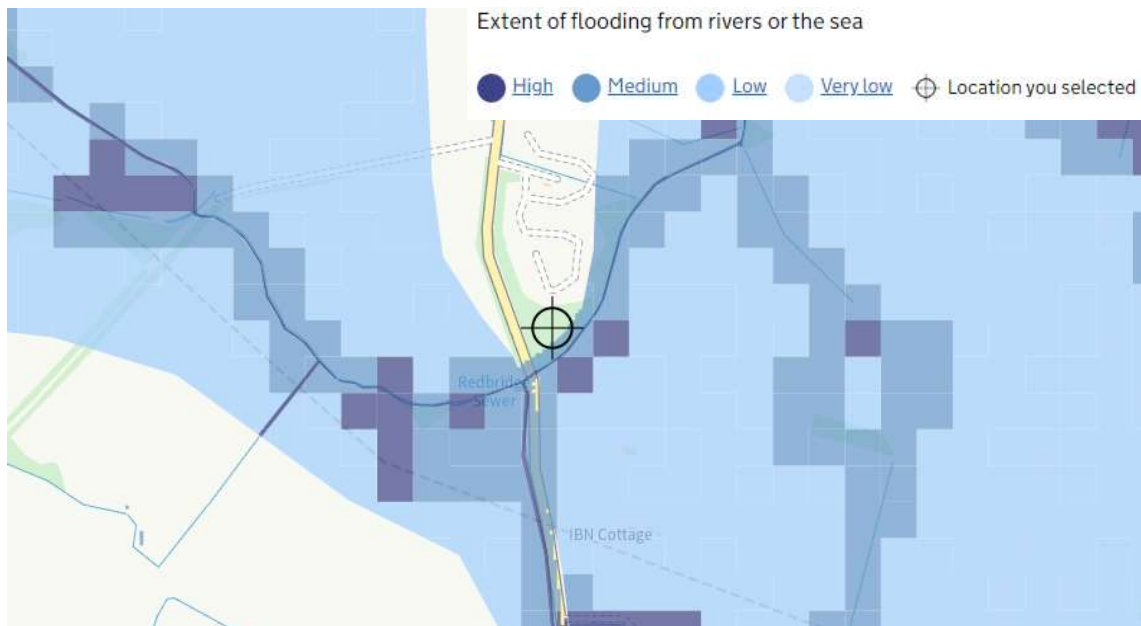 Extent of flooding from rivers or the sea
High Medium Low Very low Location you selected
Redbridge
Sewer
IBN Cottage